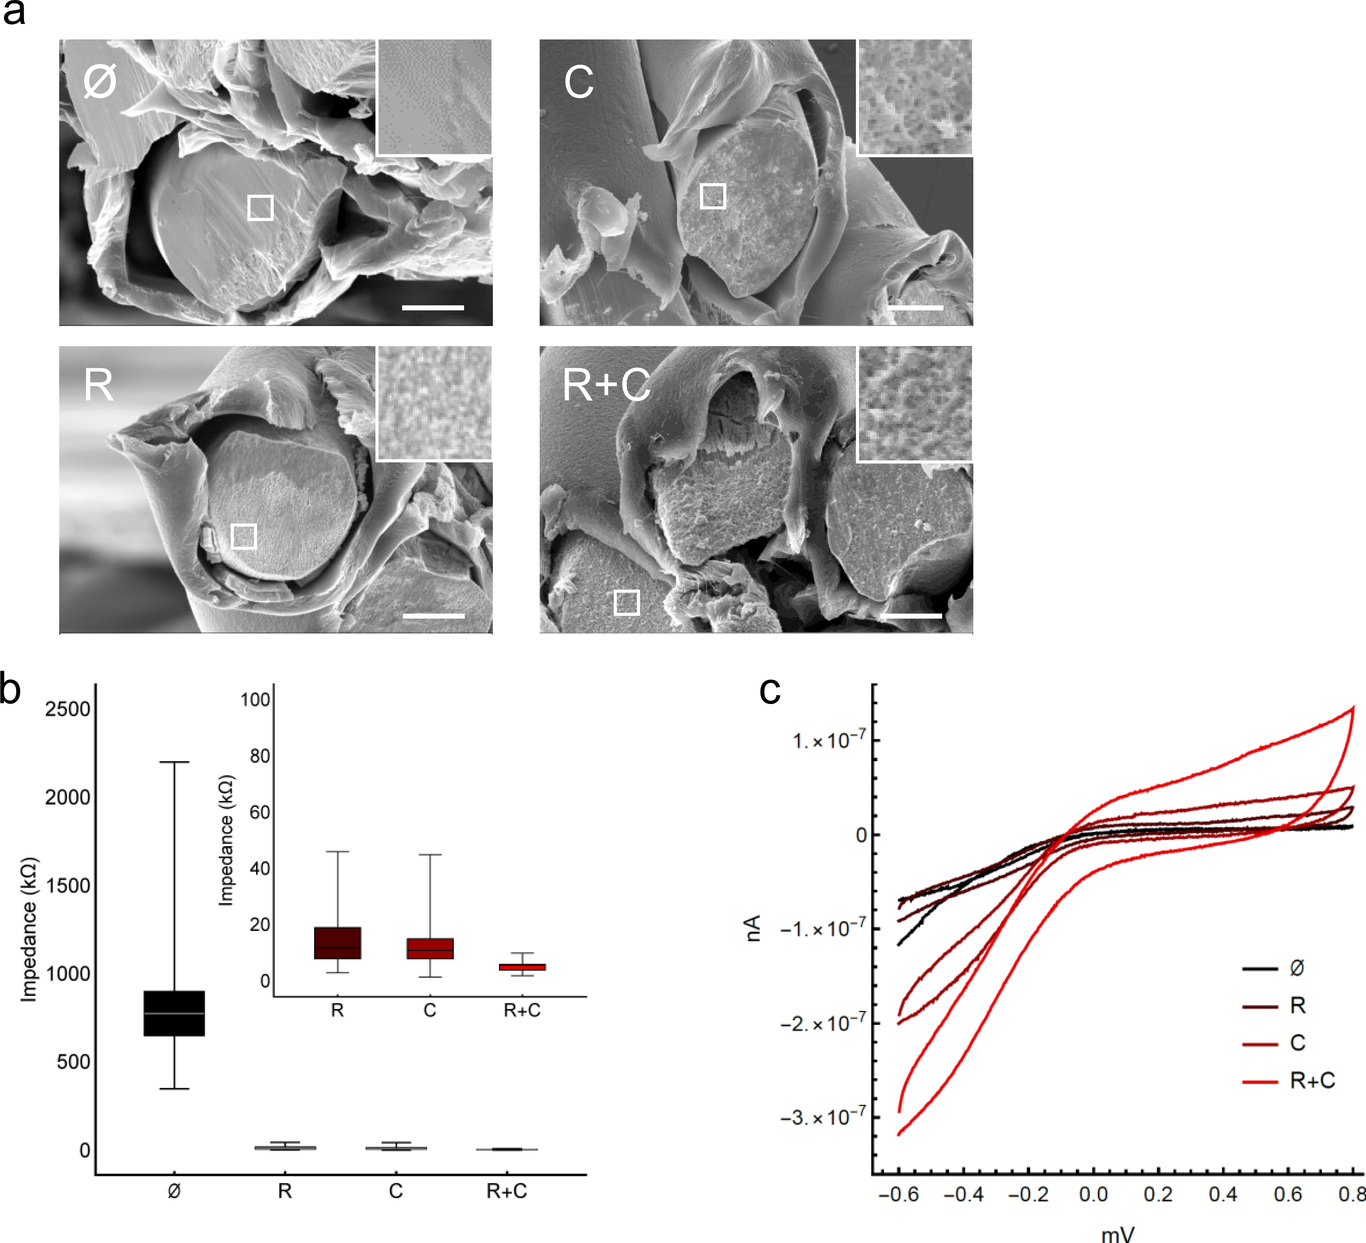 a
Ø
C
R
R+C
b
2500
2000
1500
1000
500
0
Impedance (kΩ)
Ø
R
C
R+C
100
80
60
40
20
0
Impedance (kΩ)
R
C
R+C
c
1.×10⁻⁷
0
−1.×10⁻⁷
−2.×10⁻⁷
−3.×10⁻⁷
nA
−0.6 −0.4 −0.2 0.0 0.2 0.4 0.6 0.8
mV
Ø
R
C
R+C